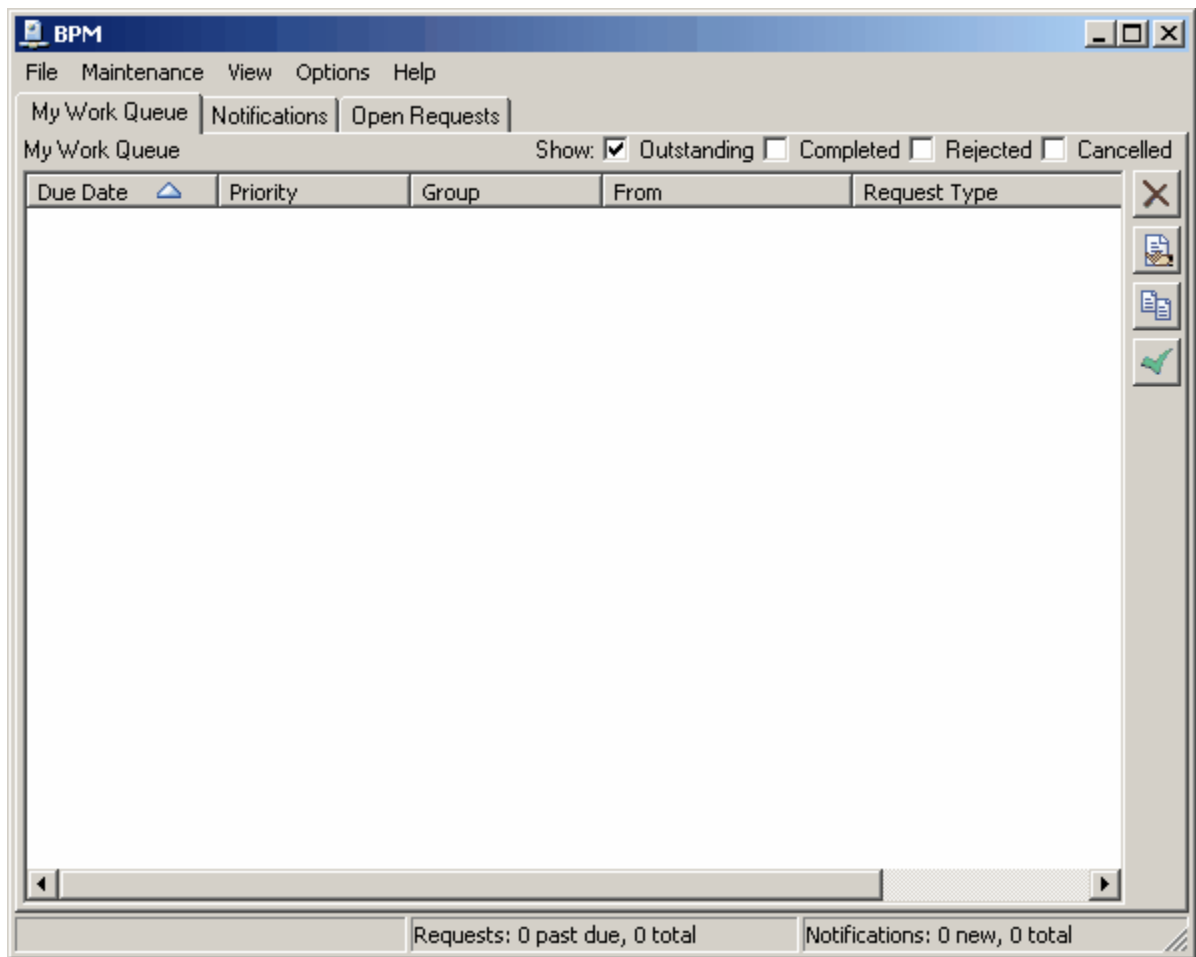 BPM
File Maintenance View Options Help
My Work Queue Notifications Open Requests
My Work Queue Show: Outstanding Completed Rejected Cancelled
Due Date Priority Group From Request Type
Requests: 0 past due, 0 total Notifications: 0 new, 0 total